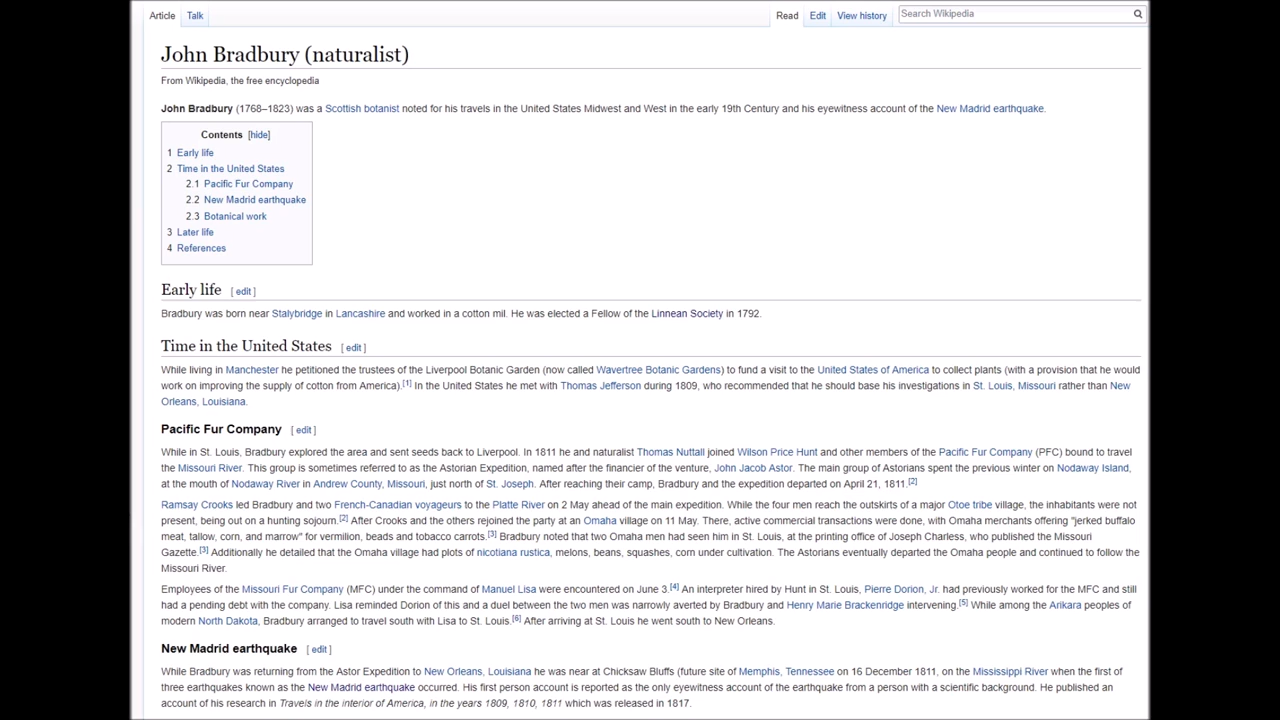 Article Talk Read Edit View history Search Wikipedia
John Bradbury (naturalist)
From Wikipedia, the free encyclopedia
John Bradbury (1768–1823) was a Scottish botanist noted for his travels in the United States Midwest and West in the early 19th Century and his eyewitness account of the New Madrid earthquake.
Contents [hide]
1 Early life
2 Time in the United States
2.1 Pacific Fur Company
2.2 New Madrid earthquake
2.3 Botanical work
3 Later life
4 References
Early life [ edit ]
Bradbury was born near Stalybridge in Lancashire and worked in a cotton mil. He was elected a Fellow of the Linnean Society in 1792.
Time in the United States [ edit ]
While living in Manchester he petitioned the trustees of the Liverpool Botanic Garden (now called Wavertree Botanic Gardens) to fund a visit to the United States of America to collect plants (with a provision that he would
work on improving the supply of cotton from America).[1] In the United States he met with Thomas Jefferson during 1809, who recommended that he should base his investigations in St. Louis, Missouri rather than New
Orleans, Louisiana.
Pacific Fur Company [ edit ]
While in St. Louis, Bradbury explored the area and sent seeds back to Liverpool. In 1811 he and naturalist Thomas Nuttall joined Wilson Price Hunt and other members of the Pacific Fur Company (PFC) bound to travel
the Missouri River. This group is sometimes referred to as the Astorian Expedition, named after the financier of the venture, John Jacob Astor. The main group of Astorians spent the previous winter on Nodaway Island,
at the mouth of Nodaway River in Andrew County, Missouri, just north of St. Joseph. After reaching their camp, Bradbury and the expedition departed on April 21, 1811.[2]
Ramsay Crooks led Bradbury and two French-Canadian voyageurs to the Platte River on 2 May ahead of the main expedition. While the four men reach the outskirts of a major Otoe tribe village, the inhabitants were not
present, being out on a hunting sojourn.[2] After Crooks and the others rejoined the party at an Omaha village on 11 May. There, active commercial transactions were done, with Omaha merchants offering "jerked buffalo
meat, tallow, corn, and marrow" for vermilion, beads and tobacco carrots.[3] Bradbury noted that two Omaha men had seen him in St. Louis, at the printing office of Joseph Charless, who published the Missouri
Gazette.[3] Additionally he detailed that the Omaha village had plots of nicotiana rustica, melons, beans, squashes, corn under cultivation. The Astorians eventually departed the Omaha people and continued to follow the
Missouri River.
Employees of the Missouri Fur Company (MFC) under the command of Manuel Lisa were encountered on June 3.[4] An interpreter hired by Hunt in St. Louis, Pierre Dorion, Jr. had previously worked for the MFC and still
had a pending debt with the company. Lisa reminded Dorion of this and a duel between the two men was narrowly averted by Bradbury and Henry Marie Brackenridge intervening.[5] While among the Arikara peoples of
modern North Dakota, Bradbury arranged to travel south with Lisa to St. Louis.[6] After arriving at St. Louis he went south to New Orleans.
New Madrid earthquake [ edit ]
While Bradbury was returning from the Astor Expedition to New Orleans, Louisiana he was near at Chicksaw Bluffs (future site of Memphis, Tennessee on 16 December 1811, on the Mississippi River when the first of
three earthquakes known as the New Madrid earthquake occurred. His first person account is reported as the only eyewitness account of the earthquake from a person with a scientific background. He published an
account of his research in Travels in the interior of America, in the years 1809, 1810, 1811 which was released in 1817.